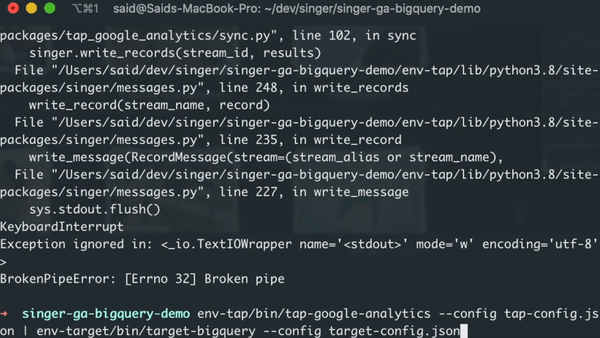 ⌥⌘1 said@Saids-MacBook-Pro: ~/dev/singer/singer-ga-bigquery-demo
packages/tap_google_analytics/sync.py", line 102, in sync
    singer.write_records(stream_id, results)
  File "/Users/said/dev/singer/singer-ga-bigquery-demo/env-tap/lib/python3.8/site-
packages/singer/messages.py", line 248, in write_records
    write_record(stream_name, record)
  File "/Users/said/dev/singer/singer-ga-bigquery-demo/env-tap/lib/python3.8/site-
packages/singer/messages.py", line 235, in write_record
    write_message(RecordMessage(stream=(stream_alias or stream_name),
  File "/Users/said/dev/singer/singer-ga-bigquery-demo/env-tap/lib/python3.8/site-
packages/singer/messages.py", line 227, in write_message
    sys.stdout.flush()
KeyboardInterrupt
Exception ignored in: <_io.TextIOWrapper name='<stdout>' mode='w' encoding='utf-8'
>
BrokenPipeError: [Errno 32] Broken pipe
➜ singer-ga-bigquery-demo env-tap/bin/tap-google-analytics --config tap-config.js
on | env-target/bin/target-bigquery --config target-config.json